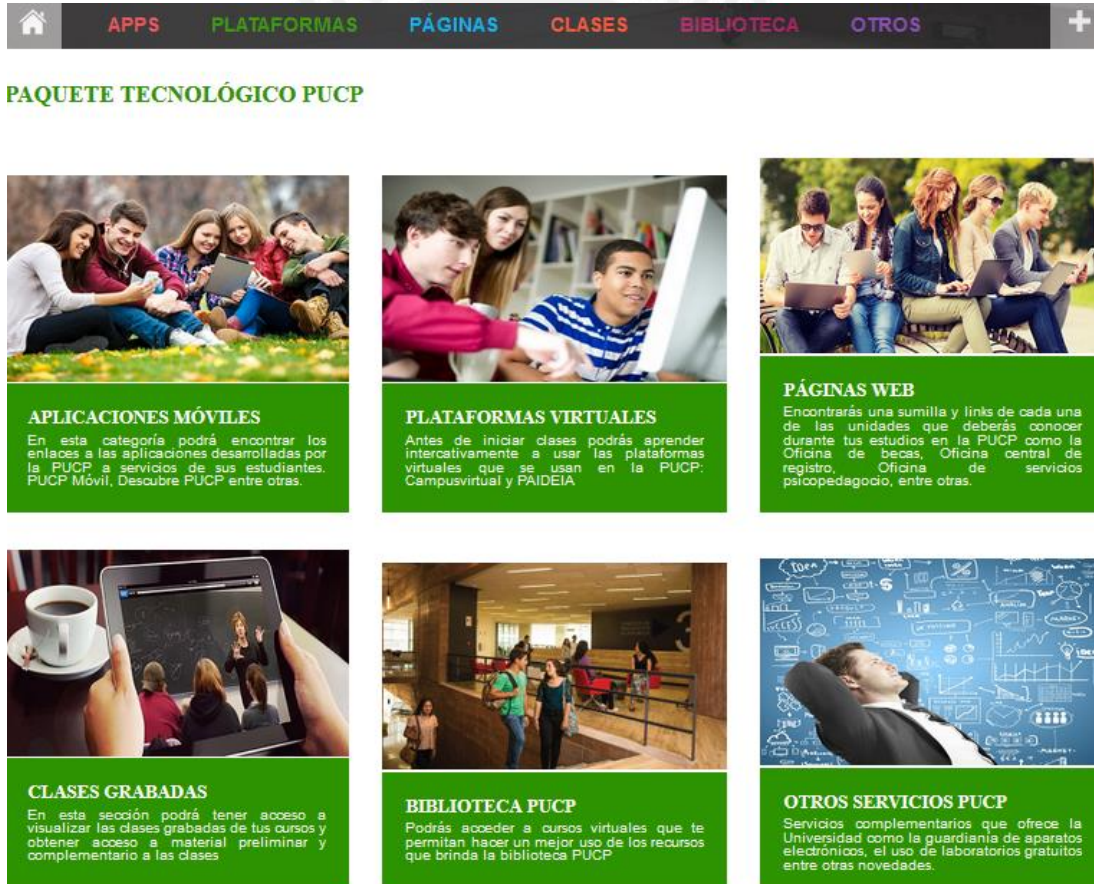 APPS PLATAFORMAS PÁGINAS CLASES BIBLIOTECA OTROS
PAQUETE TECNOLÓGICO PUCP
APLICACIONES MÓVILES
En esta categoría podrá encontrar los
enlaces a las aplicaciones desarrolladas por
la PUCP a servicios de sus estudiantes.
PUCP Móvil, Descubre PUCP entre otras.
PLATAFORMAS VIRTUALES
Antes de iniciar clases podrás aprender
intercativamente a usar las plataformas
virtuales que se usan en la PUCP:
Campusvirtual y PAIDEIA
PÁGINAS WEB
Encontrarás una sumilla y links de cada una
de las unidades que deberás conocer
durante tus estudios en la PUCP como la
Oficina de becas, Oficina central de
registro, Oficina de servicios
psicopedagocio, entre otras.
IDEA
CLASES GRABADAS
En esta sección podrá tener acceso a
visualizar las clases grabadas de tus cursos y
obtener acceso a material preliminar y
complementario a las clases
BIBLIOTECA PUCP
Podrás acceder a cursos virtuales que te
permitan hacer un mejor uso de los recursos
que brinda la biblioteca PUCP
OTROS SERVICIOS PUCP
Servicios complementarios que ofrece la
Universidad como la guardianía de aparatos
electrónicos, el uso de laboratorios gratuitos
entre otras novedades.